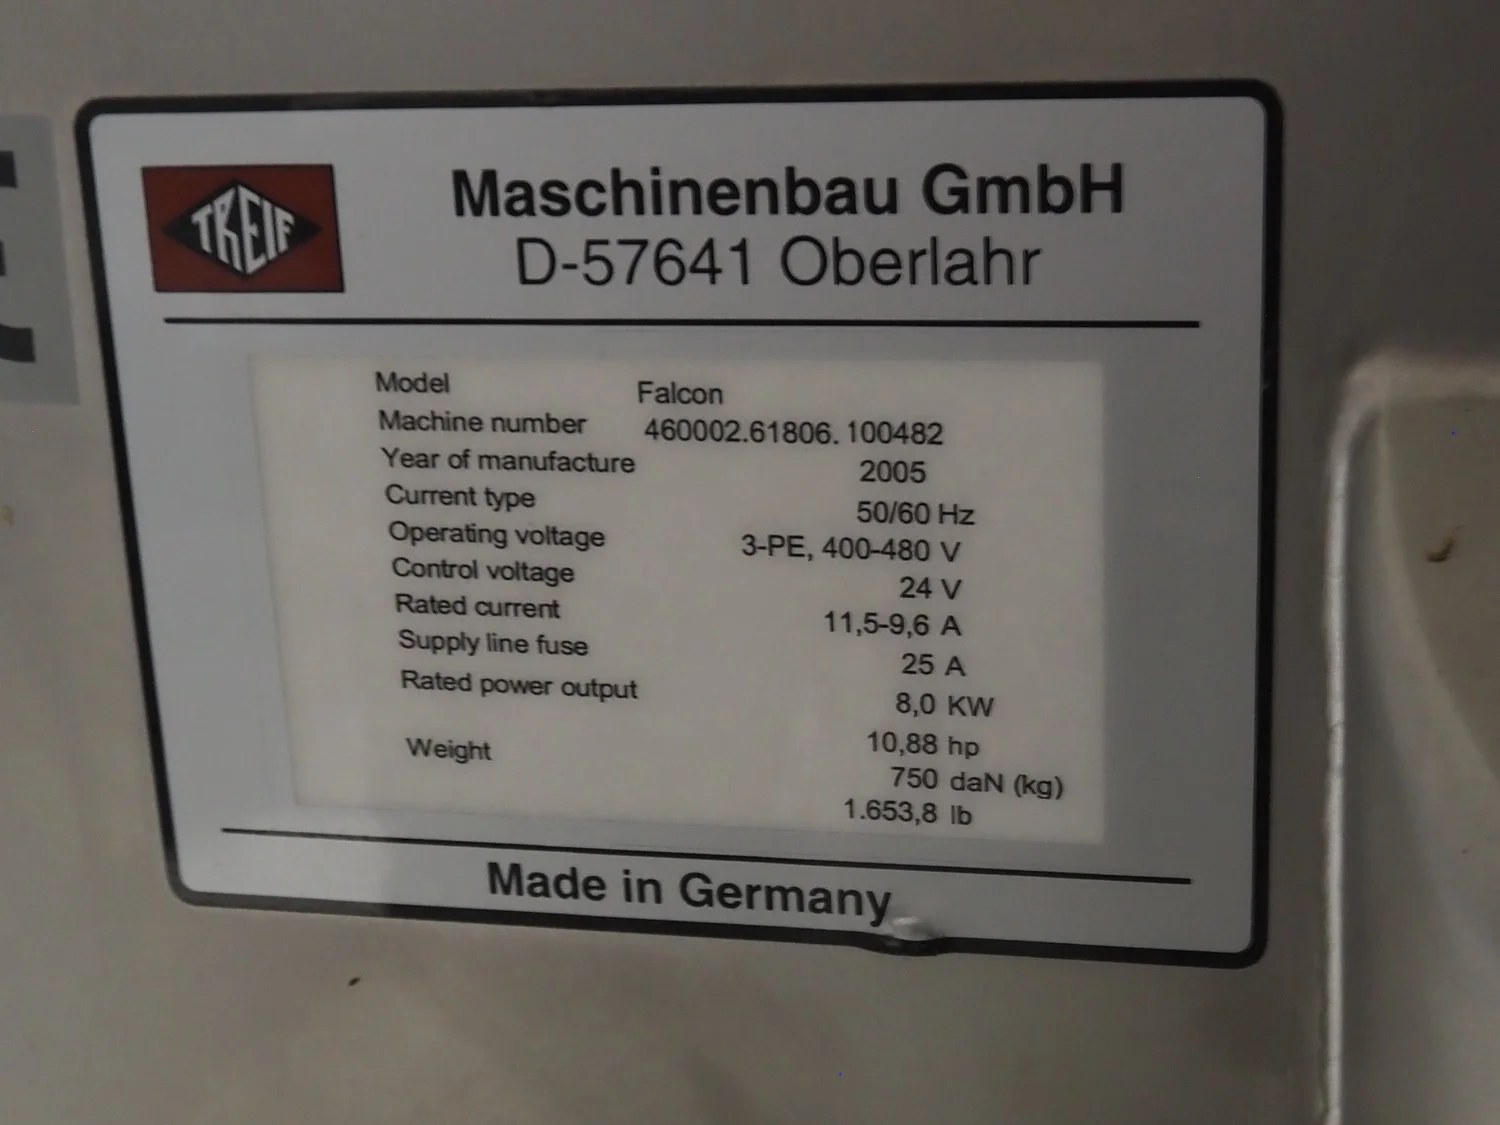 TREIF
Maschinenbau GmbH
D-57641 Oberlahr
Model Falcon
Machine number 460002.61806. 100482
Year of manufacture 2005
Current type 50/60 Hz
Operating voltage 3-PE, 400-480 V
Control voltage 24 V
Rated current 11,5-9,6 A
Supply line fuse 25 A
Rated power output 8,0 KW
10,88 hp
Weight 750 daN (kg)
1.653,8 lb
Made in Germany